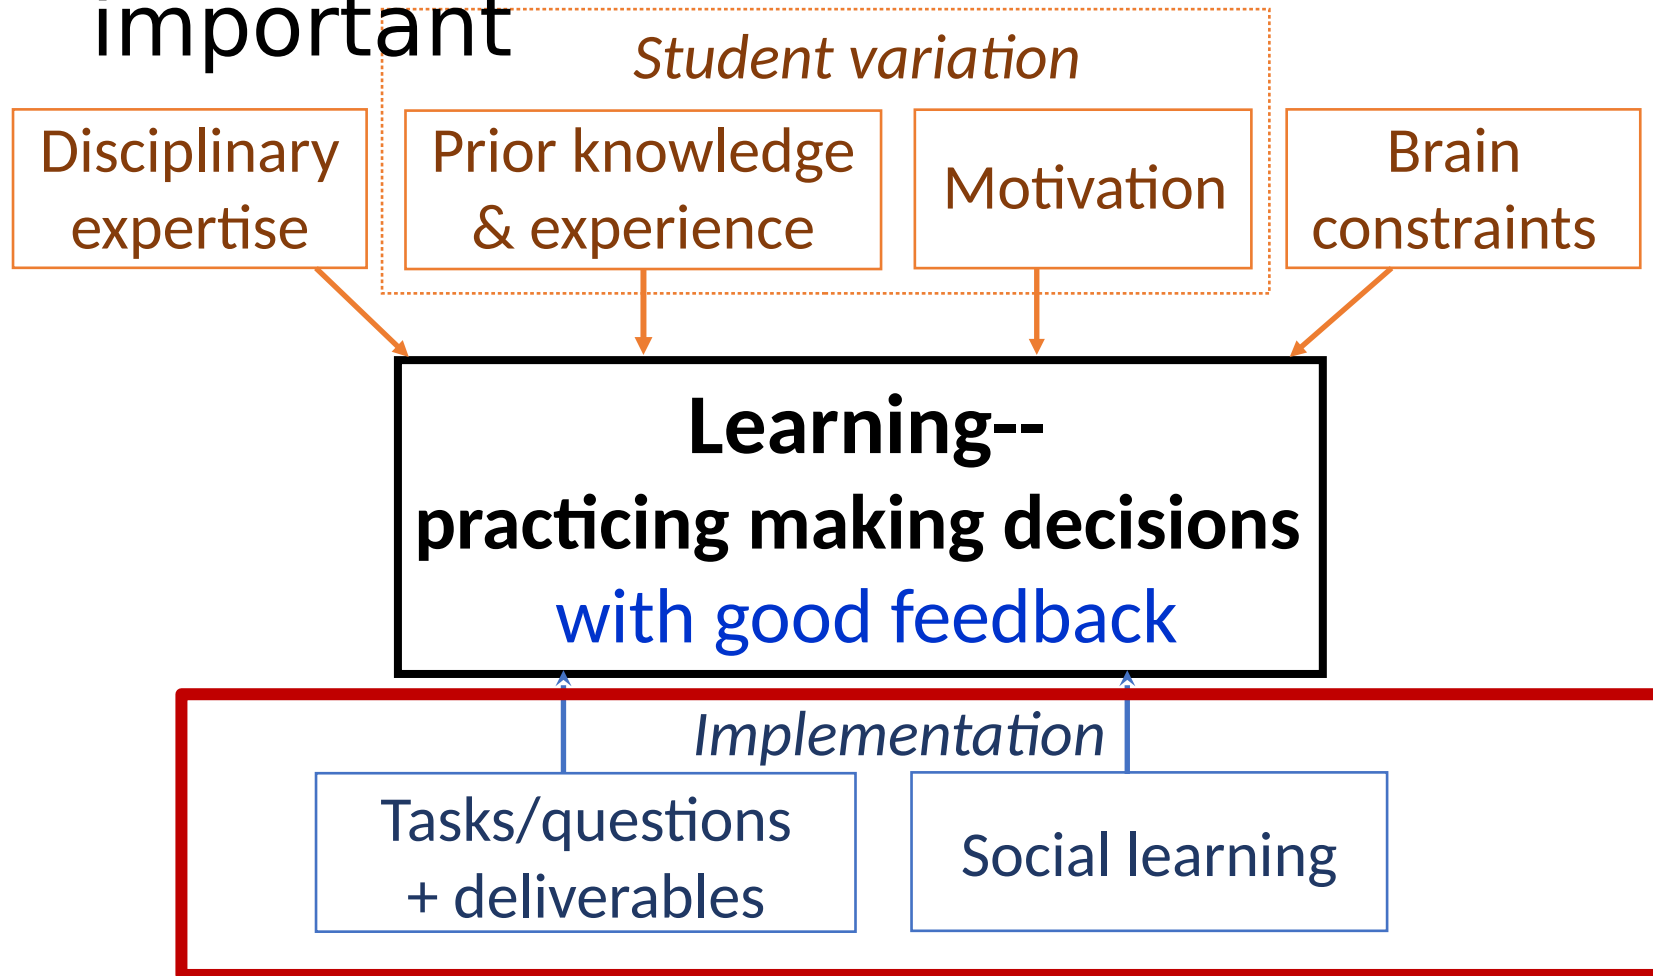 important
Student variation
Disciplinary
expertise
Prior knowledge
& experience
Motivation
Brain
constraints
Learning--
practicing making decisions
with good feedback
Implementation
Tasks/questions
+ deliverables
Social learning